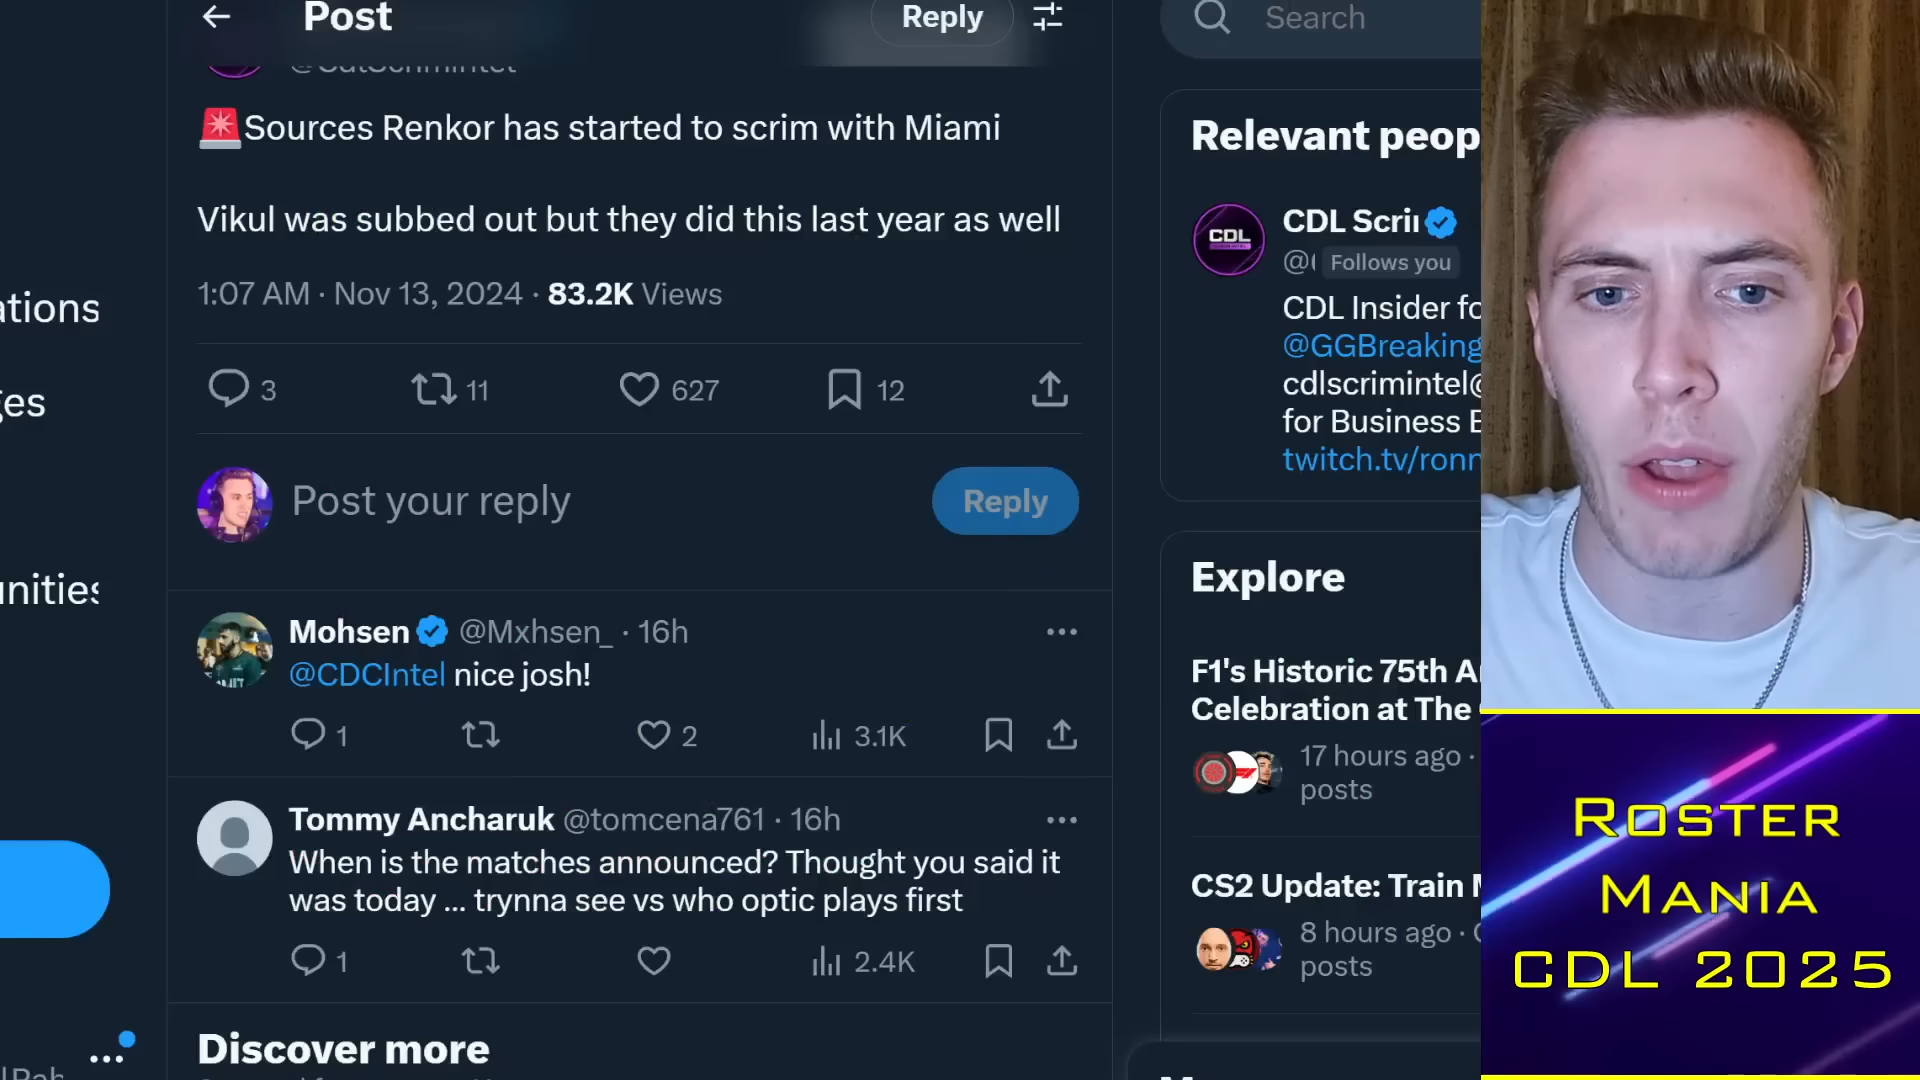 Post
Reply
Search
🚨Sources Renkor has started to scrim with Miami
Vikul was subbed out but they did this last year as well
1:07 AM · Nov 13, 2024 · 83.2K Views
3
11
627
12
Post your reply
Reply
Mohsen @Mxhsen_ · 16h
@CDCIntel nice josh!
1
2
3.1K
Tommy Ancharuk @tomcena761 · 16h
When is the matches announced? Thought you said it
was today ... trynna see vs who optic plays first
1
2.4K
Discover more
ations
ges
unities
Relevant peop
CDL
CDL Scri
@ Follows you
CDL Insider fo
@GGBreaking
cdlscrimintel@
for Business E
twitch.tv/ronn
Explore
F1's Historic 75th A
Celebration at The
17 hours ago ·
posts
CS2 Update: Train
8 hours ago ·
posts
Roster
Mania
CDL 2025